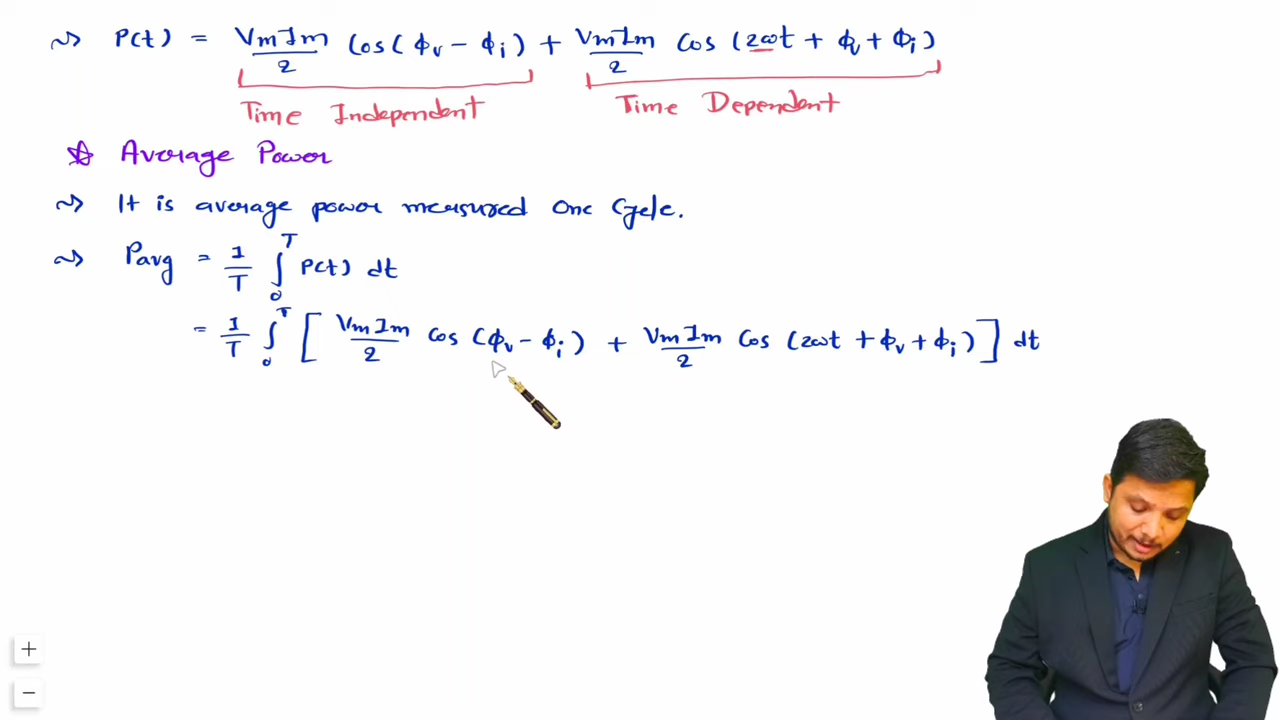 ~> P(t) = VmIm/2 Cos(ϕv - ϕi) + VmIm/2 Cos (2ωt + ϕv + ϕi)
Time Independent Time Dependent
☆ Average Power
~> It is average power measured One Cycle.
~> Pavg = 1/T ∫₀ᵀ P(t) dt
= 1/T ∫₀ᵀ [ VmIm/2 cos (ϕv - ϕi) + VmIm/2 Cos (2ωt + ϕv + ϕi) ] dt
+
−